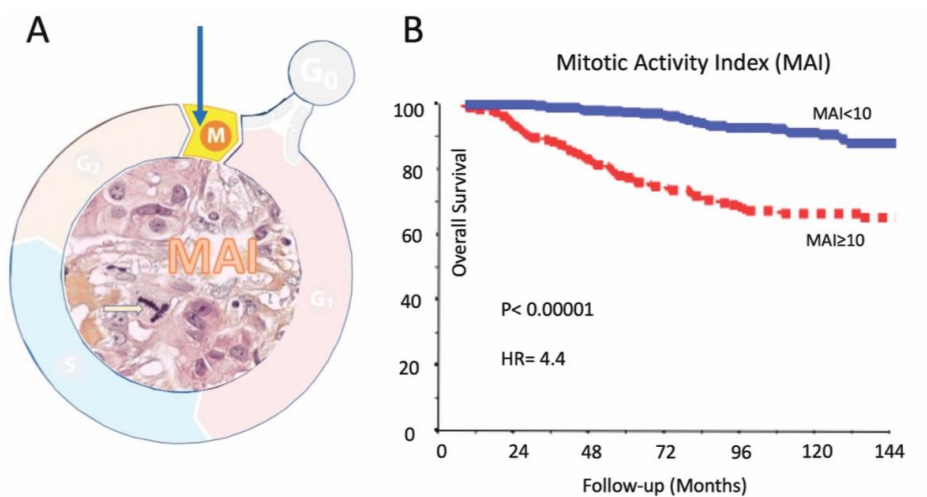 A
G0
M
G2
MAI
G1
S
B
Mitotic Activity Index (MAI)
100
80
60
40
20
0
Overall Survival
MAI<10
MAI≥10
P< 0.00001
HR= 4.4
0 24 48 72 96 120 144
Follow-up (Months)